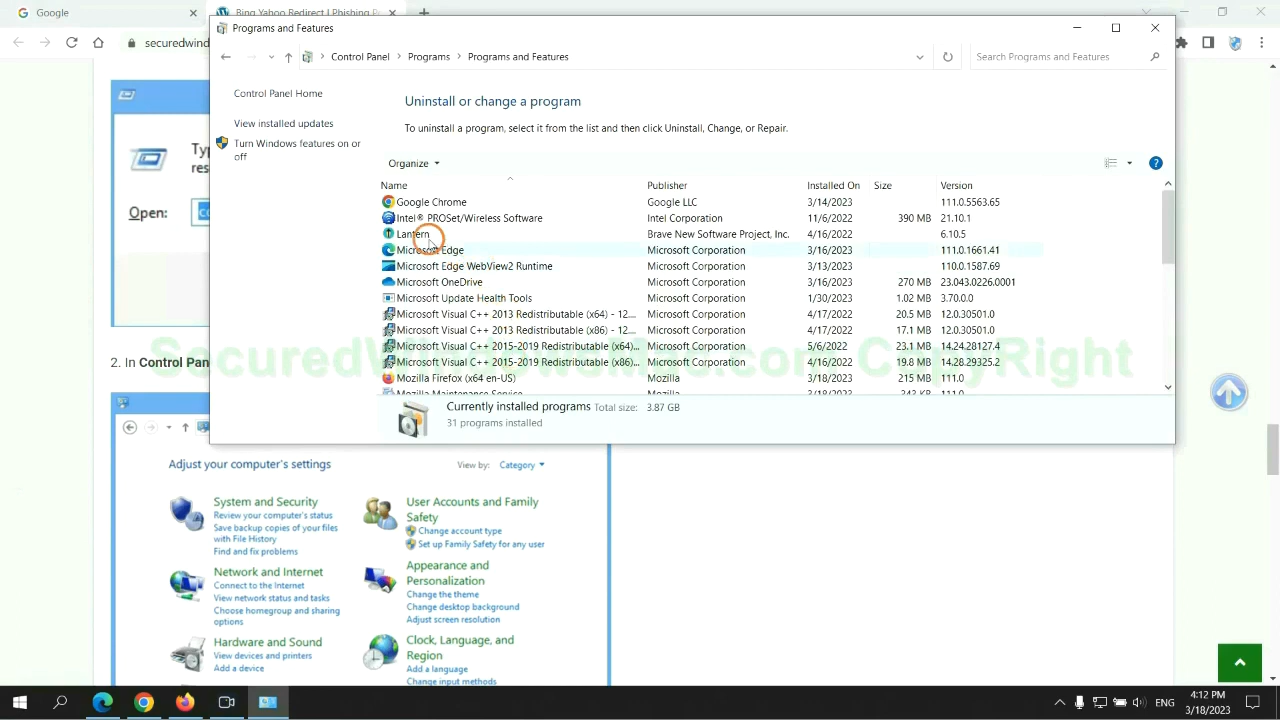 Google
Bing Yahoo Redirect | Phishing
Programs and Features
securedwind
Control Panel
Programs
Programs and Features
Search Programs and Features
Control Panel Home
View installed updates
Turn Windows features on or
off
Uninstall or change a program
To uninstall a program, select it from the list and then click Uninstall, Change, or Repair.
Organize
Name Publisher Installed On Size Version
Google Chrome Google LLC 3/14/2023 111.0.5563.65
Intel® PROSet/Wireless Software Intel Corporation 11/6/2022 390 MB 21.10.1
Lantern Brave New Software Project, Inc. 4/16/2022 6.10.5
Microsoft Edge Microsoft Corporation 3/16/2023 111.0.1661.41
Microsoft Edge WebView2 Runtime Microsoft Corporation 3/13/2023 110.0.1587.69
Microsoft OneDrive Microsoft Corporation 3/16/2023 270 MB 23.043.0226.0001
Microsoft Update Health Tools Microsoft Corporation 1/30/2023 1.02 MB 3.70.0.0
Microsoft Visual C++ 2013 Redistributable (x64) - 12.... Microsoft Corporation 4/17/2022 20.5 MB 12.0.30501.0
Microsoft Visual C++ 2013 Redistributable (x86) - 12.... Microsoft Corporation 4/17/2022 17.1 MB 12.0.30501.0
Microsoft Visual C++ 2015-2019 Redistributable (x64)... Microsoft Corporation 5/6/2022 23.1 MB 14.24.28127.4
Microsoft Visual C++ 2015-2019 Redistributable (x86)... Microsoft Corporation 4/16/2022 19.8 MB 14.28.29325.2
Mozilla Firefox (x64 en-US) Mozilla 3/18/2023 215 MB 111.0
Mozilla Maintenance Service Mozilla 3/18/2023 343 KB 111.0
Currently installed programs Total size: 3.87 GB
31 programs installed
Ty
res
Open:
2. In Control Pan
Adjust your computer's settings
View by: Category
System and Security
Review your computer's status
Save backup copies of your files
with File History
Find and fix problems
Network and Internet
Connect to the Internet
View network status and tasks
Choose homegroup and sharing
options
Hardware and Sound
View devices and printers
Add a device
User Accounts and Family
Safety
Change account type
Set up Family Safety for any user
Appearance and
Personalization
Change the theme
Change desktop background
Adjust screen resolution
Clock, Language, and
Region
Add a language
Change input methods
ENG
4:12 PM
3/18/2023